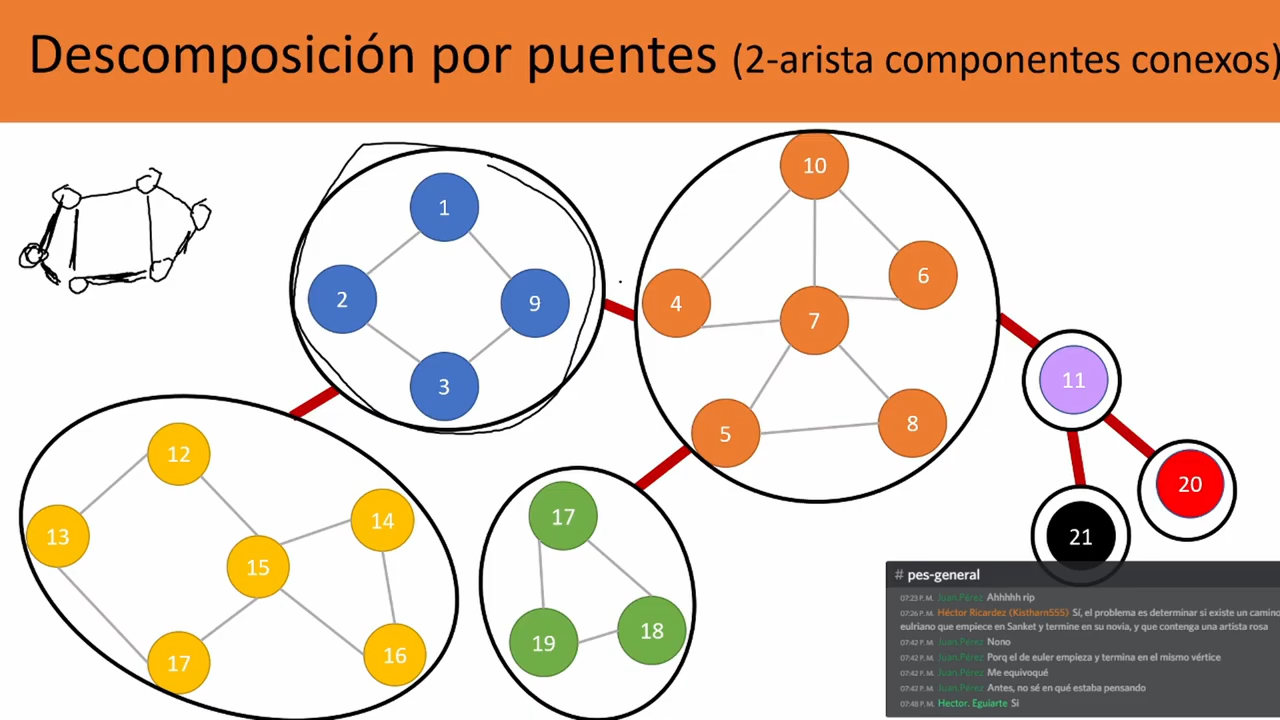 Descomposición por puentes (2-arista componentes conexos)
10
1
6
2
9
4
7
3
11
8
5
12
20
17
14
13
21
15
18
19
16
17
# pes-general
07:23 P. M. Juan.Pérez Ahhhhh rip
07:26 P. M. Héctor Ricardez (Kistharn555) Sí, el problema es determinar si existe un camino
eulriano que empiece en Sanket y termine en su novia, y que contenga una artista rosa
07:42 P. M. Juan.Pérez Nono
07:42 P. M. Juan.Pérez Porq el de euler empieza y termina en el mismo vértice
07:42 P. M. Juan.Pérez Me equivoqué
07:42 P. M. Juan.Pérez Antes, no sé en qué estaba pensando
07:48 P. M. Hector. Eguiarte Si